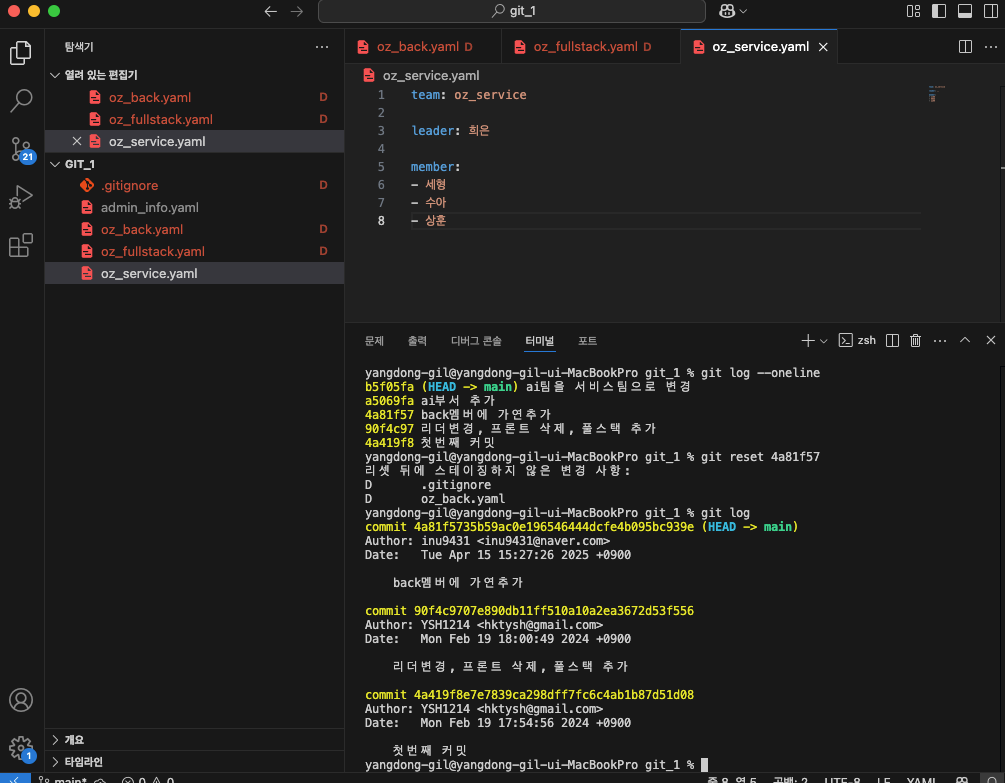 git_1
탐색기
열려 있는 편집기
oz_back.yaml D
oz_fullstack.yaml D
oz_service.yaml
GIT_1
.gitignore D
admin_info.yaml
oz_back.yaml D
oz_fullstack.yaml D
oz_service.yaml
21
개요
타임라인
1
oz_back.yaml D
oz_fullstack.yaml D
oz_service.yaml
oz_service.yaml
1 team: oz_service
2
3 leader: 희은
4
5 member:
6 - 세형
7 - 수아
8 - 상훈
문제 출력 디버그 콘솔 터미널 포트
zsh
yangdong-gil@yangdong-gil-ui-MacBookPro git_1 % git log --oneline
b5f05fa (HEAD -> main) ai팀을 서비스팀으로 변경
a5069fa ai부서 추가
4a81f57 back멤버에 가연추가
90f4c97 리더변경, 프론트 삭제, 풀스택 추가
4a419f8 첫번째 커밋
yangdong-gil@yangdong-gil-ui-MacBookPro git_1 % git reset 4a81f57
리셋 뒤에 스테이징하지 않은 변경 사항:
D .gitignore
D oz_back.yaml
yangdong-gil@yangdong-gil-ui-MacBookPro git_1 % git log
commit 4a81f5735b59ac0e196546444dcfe4b095bc939e (HEAD -> main)
Author: inu9431 <inu9431@naver.com>
Date: Tue Apr 15 15:27:26 2025 +0900
back멤버에 가연추가
commit 90f4c9707e890db11ff510a10a2ea3672d53f556
Author: YSH1214 <hktysh@gmail.com>
Date: Mon Feb 19 18:00:49 2024 +0900
리더변경, 프론트 삭제, 풀스택 추가
commit 4a419f8e7e7839ca298dff7fc6c4ab1b87d51d08
Author: YSH1214 <hktysh@gmail.com>
Date: Mon Feb 19 17:54:56 2024 +0900
첫번째 커밋
yangdong-gil@yangdong-gil-ui-MacBookPro git_1 %
main* 0 0 줄 8, 열 5 공백: 2 UTF-8 LF YAML